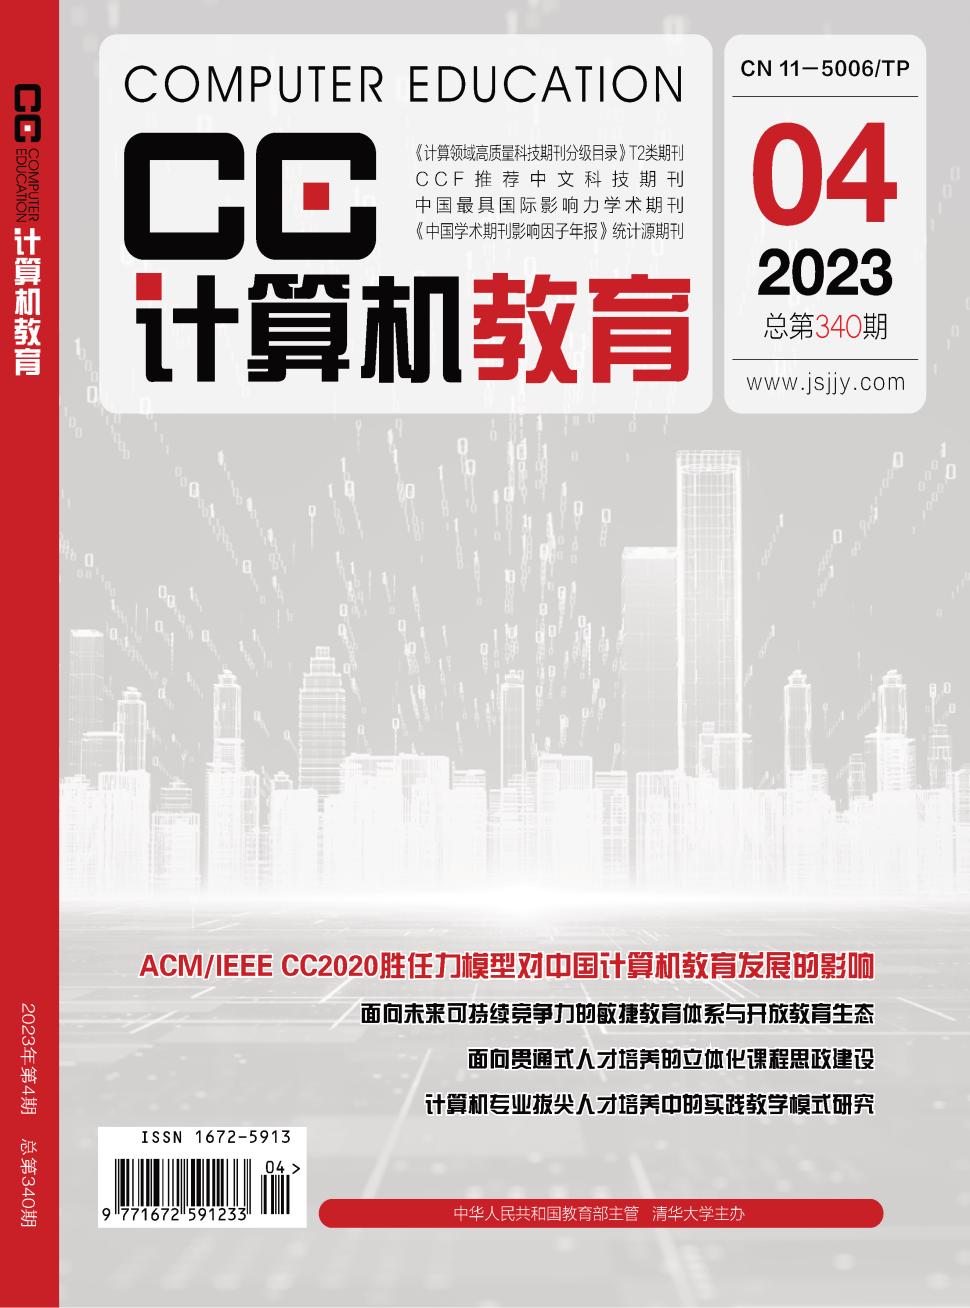 COMPUTER EDUCATION
CC
《计算领域高质量科技期刊分级目录》T2类期刊
CCF推荐中文科技期刊
中国最具国际影响力学术期刊
《中国学术期刊影响因子年报》统计源期刊
计算机教育
CN 11-5006/TP
04
2023
总第340期
www.jsjjy.com
CC
COMPUTER
EDUCATION
计算机教育
2023年第4期 总第340期
ACM/IEEE CC2020胜任力模型对中国计算机教育发展的影响
面向未来可持续竞争力的敏捷教育体系与开放教育生态
面向贯通式人才培养的立体化课程思政建设
计算机专业拔尖人才培养中的实践教学模式研究
ISSN 1672-5913
04 >
9 771672 591233
中华人民共和国教育部主管 清华大学主办